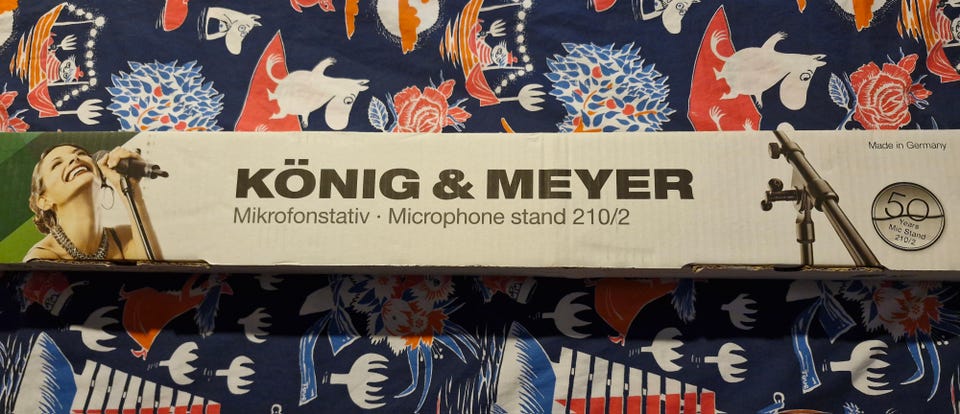 KÖNIG & MEYER
Mikrofonstativ · Microphone stand 210/2
Made in Germany
50
Years
Mic Stand
210/2